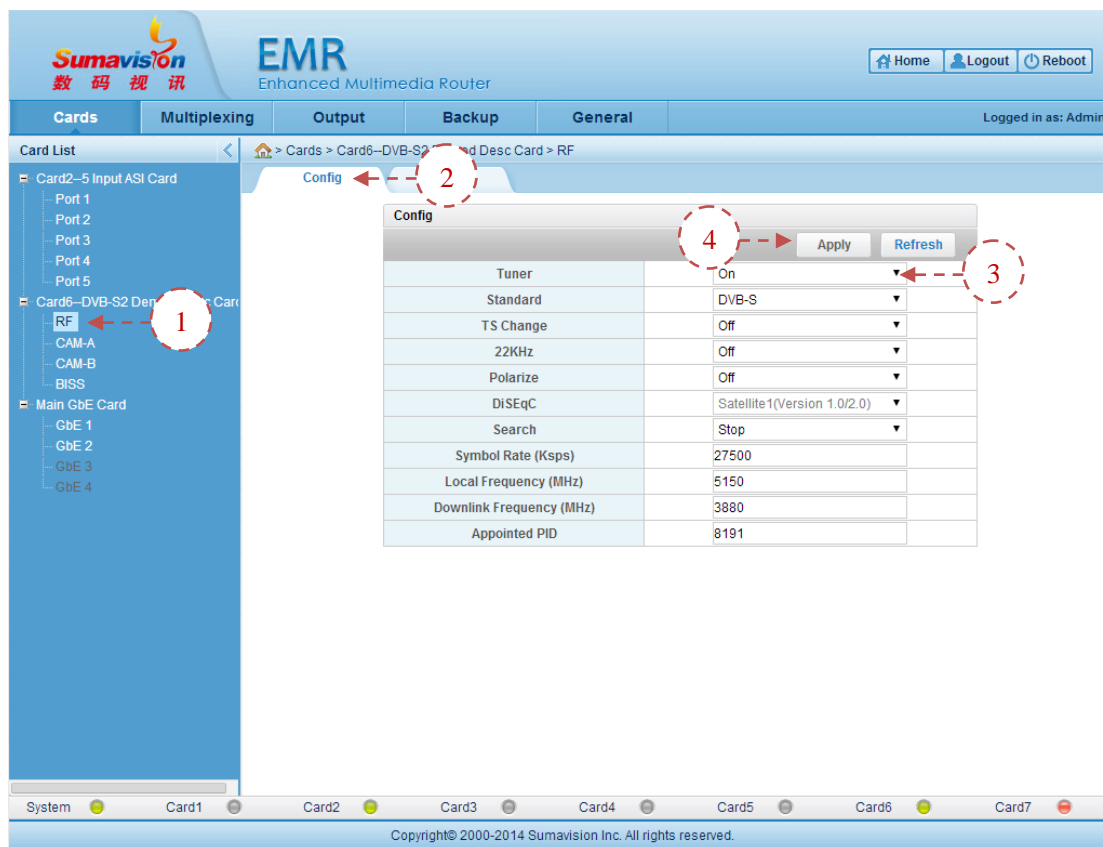 Sumavision
数码视讯
EMR
Enhanced Multimedia Router
Home Logout Reboot
Cards Multiplexing Output Backup General
Logged in as: Admin
Card List
> Cards > Card6--DVB-S2 and Desc Card > RF
Card2--5 Input ASI Card
Port 1
Port 2
Port 3
Port 4
Port 5
Card6--DVB-S2 Card
RF
CAM-A
CAM-B
BISS
Main GbE Card
GbE 1
GbE 2
GbE 3
GbE 4
1
Config
2
Config
4
Apply Refresh
3
Tuner On
Standard DVB-S
TS Change Off
22KHz Off
Polarize Off
DiSEqC Satellite1(Version 1.0/2.0)
Search Stop
Symbol Rate (Ksps) 27500
Local Frequency (MHz) 5150
Downlink Frequency (MHz) 3880
Appointed PID 8191
System Card1 Card2 Card3 Card4 Card5 Card6 Card7
Copyright© 2000-2014 Sumavision Inc. All rights reserved.